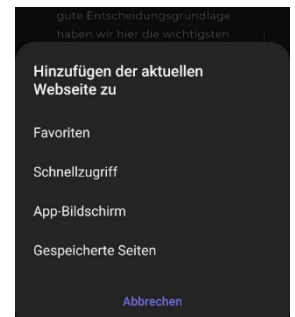 gute Entscheidungsgrundlage
haben wir hier die wichtigsten
Hinzufügen der aktuellen
Webseite zu
Favoriten
Schnellzugriff
App-Bildschirm
Gespeicherte Seiten
Abbrechen